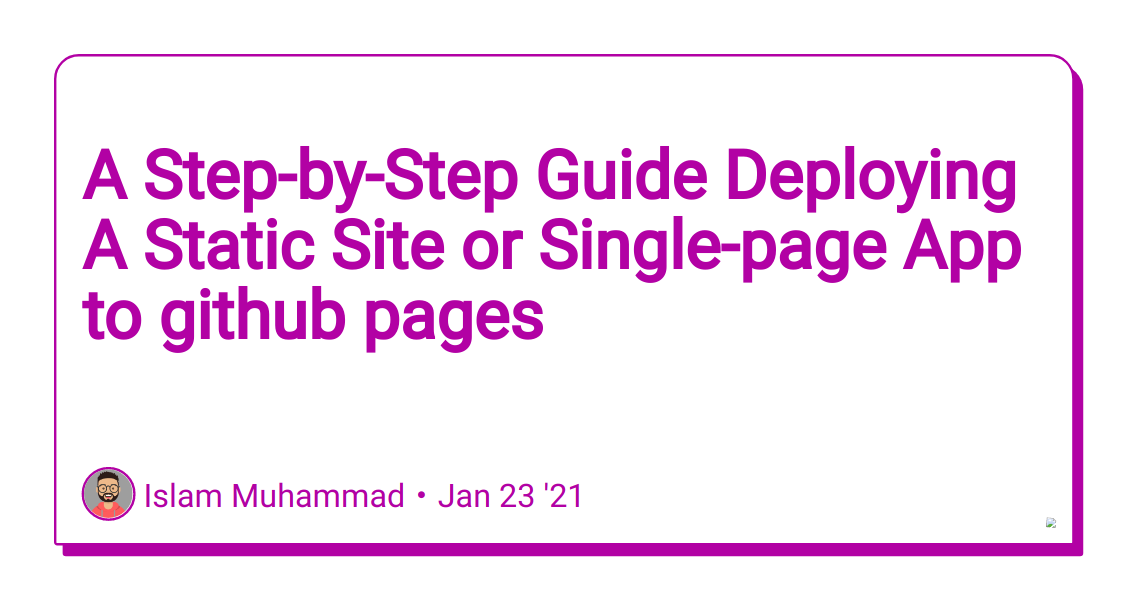 A Step-by-Step Guide Deploying
A Static Site or Single-page App
to github pages
Islam Muhammad • Jan 23 '21